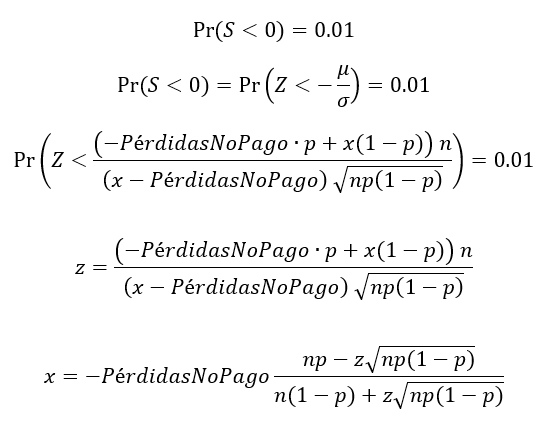 Pr(S < 0) = 0.01
Pr(S < 0) = Pr(Z < −μ/σ) = 0.01
Pr(Z < (−PérdidasNoPago · p + x(1 − p)) n / (x − PérdidasNoPago) √np(1 − p)) = 0.01
z = (−PérdidasNoPago · p + x(1 − p)) n / (x − PérdidasNoPago) √np(1 − p)
x = −PérdidasNoPago np − z√np(1 − p) / n(1 − p) + z√np(1 − p)